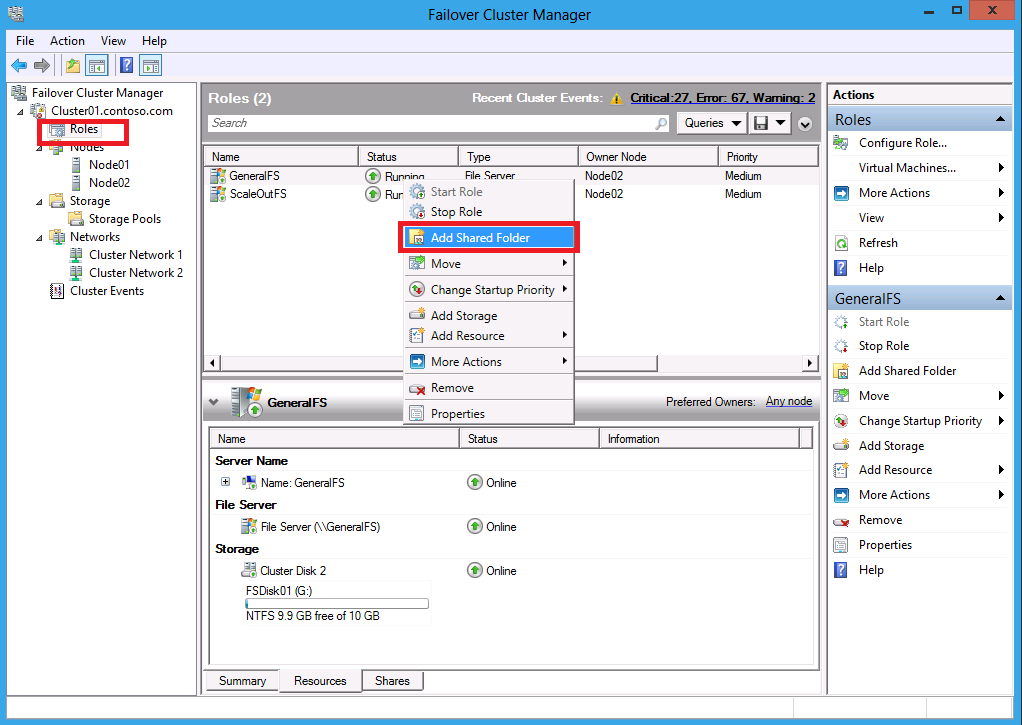 Failover Cluster Manager
File Action View Help
Failover Cluster Manager
Cluster01.contoso.com
Roles
Nodes
Node01
Node02
Storage
Storage Pools
Networks
Cluster Network 1
Cluster Network 2
Cluster Events
Roles (2)
Recent Cluster Events: Critical:27, Error: 67, Warning: 2
Search
Queries
Name Status Type Owner Node Priority
GeneralFS Running File Server Node02 Medium
ScaleOutFS Run Node02 Medium
Start Role
Stop Role
Add Shared Folder
Move
Change Startup Priority
Add Storage
Add Resource
More Actions
Remove
Properties
GeneralFS
Preferred Owners: Any node
Name Status Information
Server Name
Name: GeneralFS Online
File Server
File Server (\\GeneralFS) Online
Storage
Cluster Disk 2 Online
FSDisk01 (G:)
NTFS 9.9 GB free of 10 GB
Summary Resources Shares
Actions
Roles
Configure Role...
Virtual Machines...
More Actions
View
Refresh
Help
GeneralFS
Start Role
Stop Role
Add Shared Folder
Move
Change Startup Priority
Add Storage
Add Resource
More Actions
Remove
Properties
Help